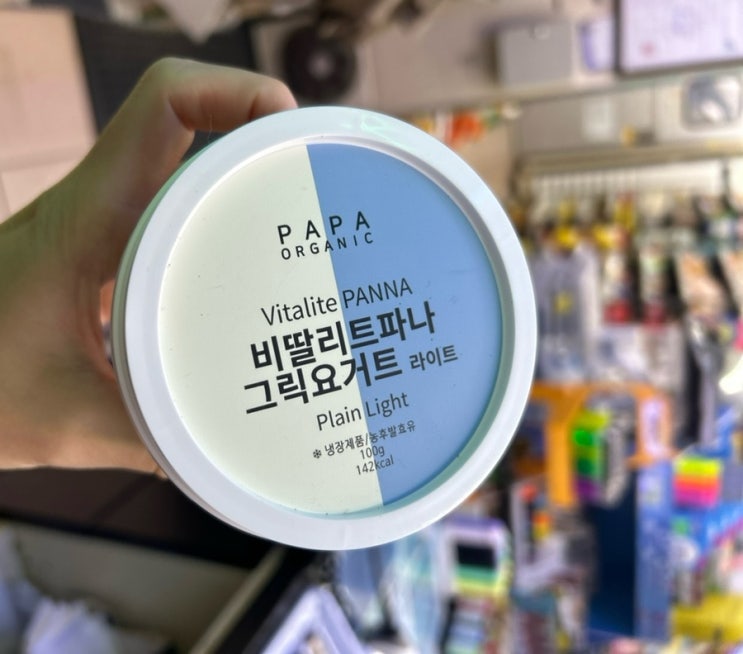 PAPA
ORGANIC
Vitalite PANNA
비딸리트파나
그릭요거트 라이트
Plain Light
❄ 냉장제품/농후발효유
100g
142kcal